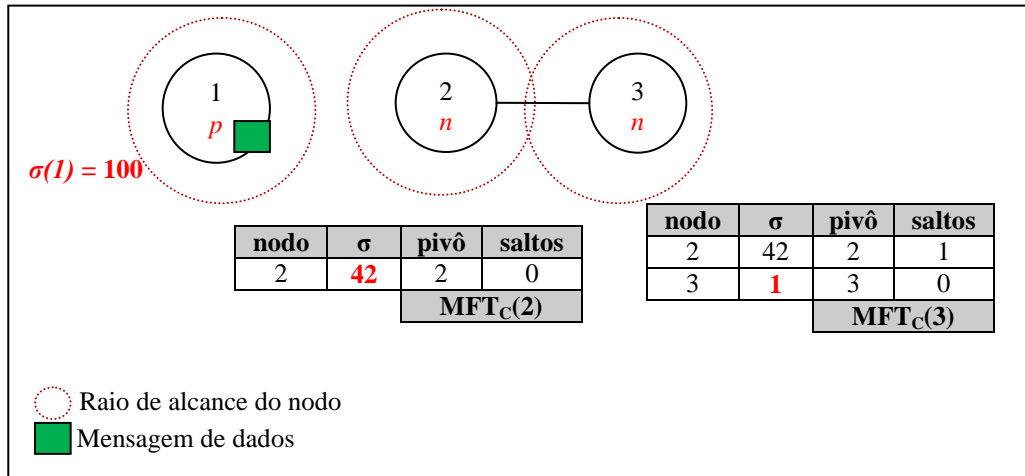 1
p
2
n
3
n
σ(1) = 100
nodo σ pivô saltos
2 42 2 0
MFTC(2)
nodo σ pivô saltos
2 42 2 1
3 1 3 0
MFTC(3)
Raio de alcance do nodo
Mensagem de dados